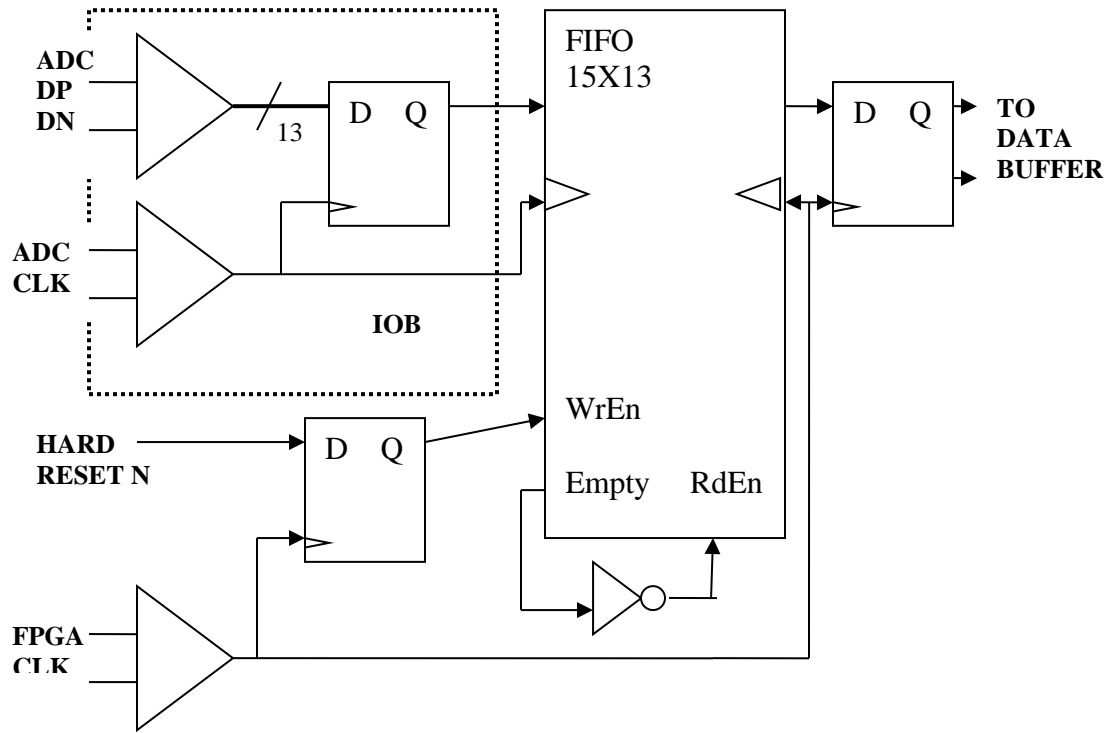 ADC
DP
DN
13
D Q
FIFO
15X13
D Q
TO
DATA
BUFFER
ADC
CLK
IOB
WrEn
HARD
RESET N
D Q
Empty RdEn
FPGA
CLK